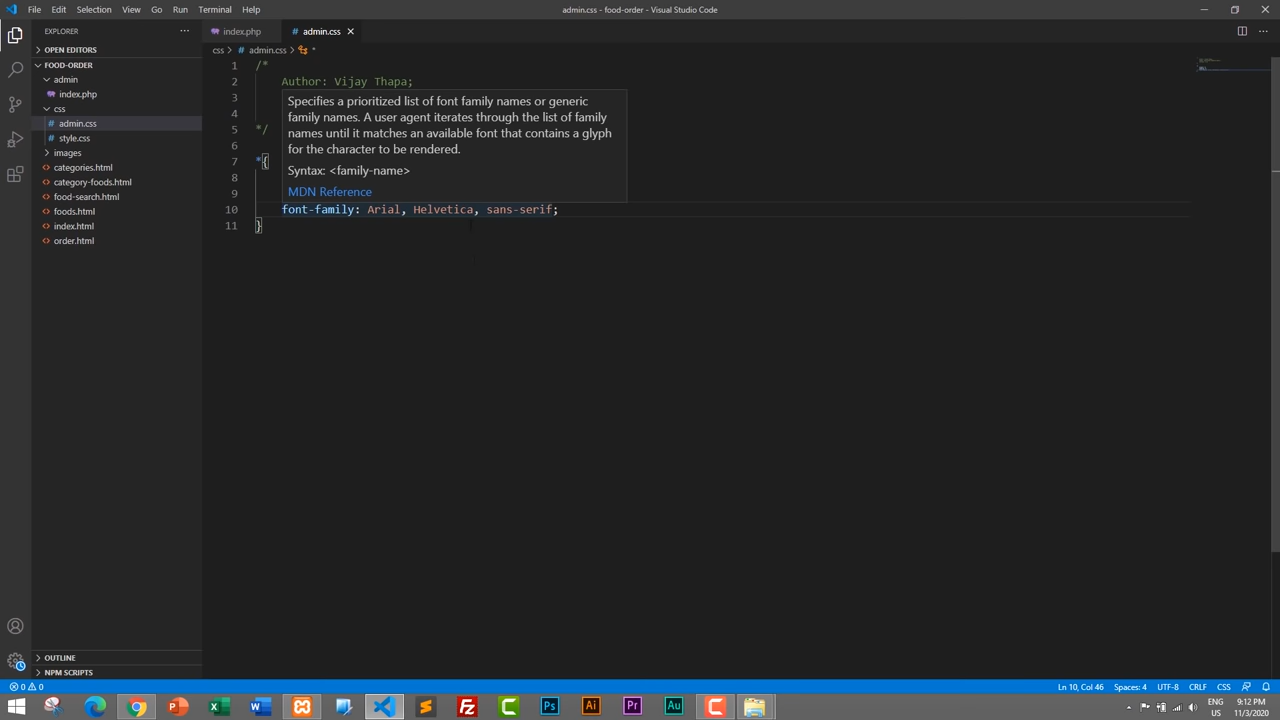 File Edit Selection View Go Run Terminal Help
admin.css - food-order - Visual Studio Code
EXPLORER ...
OPEN EDITORS
FOOD-ORDER
admin
index.php
css
# admin.css
# style.css
images
<> categories.html
<> category-foods.html
<> food-search.html
<> foods.html
<> index.html
<> order.html
OUTLINE
NPM SCRIPTS
index.php
# admin.css
css > # admin.css > *
1 /*
2 Author: Vijay Thapa;
3
4
5 */
6
7 *{
8
9
10 font-family: Arial, Helvetica, sans-serif;
11 }
Specifies a prioritized list of font family names or generic
family names. A user agent iterates through the list of family
names until it matches an available font that contains a glyph
for the character to be rendered.
Syntax: <family-name>
MDN Reference
0 0
Ln 10, Col 46 Spaces: 4 UTF-8 CRLF CSS
Ps Ai Pr Au
ENG
US
9:12 PM
11/3/2020